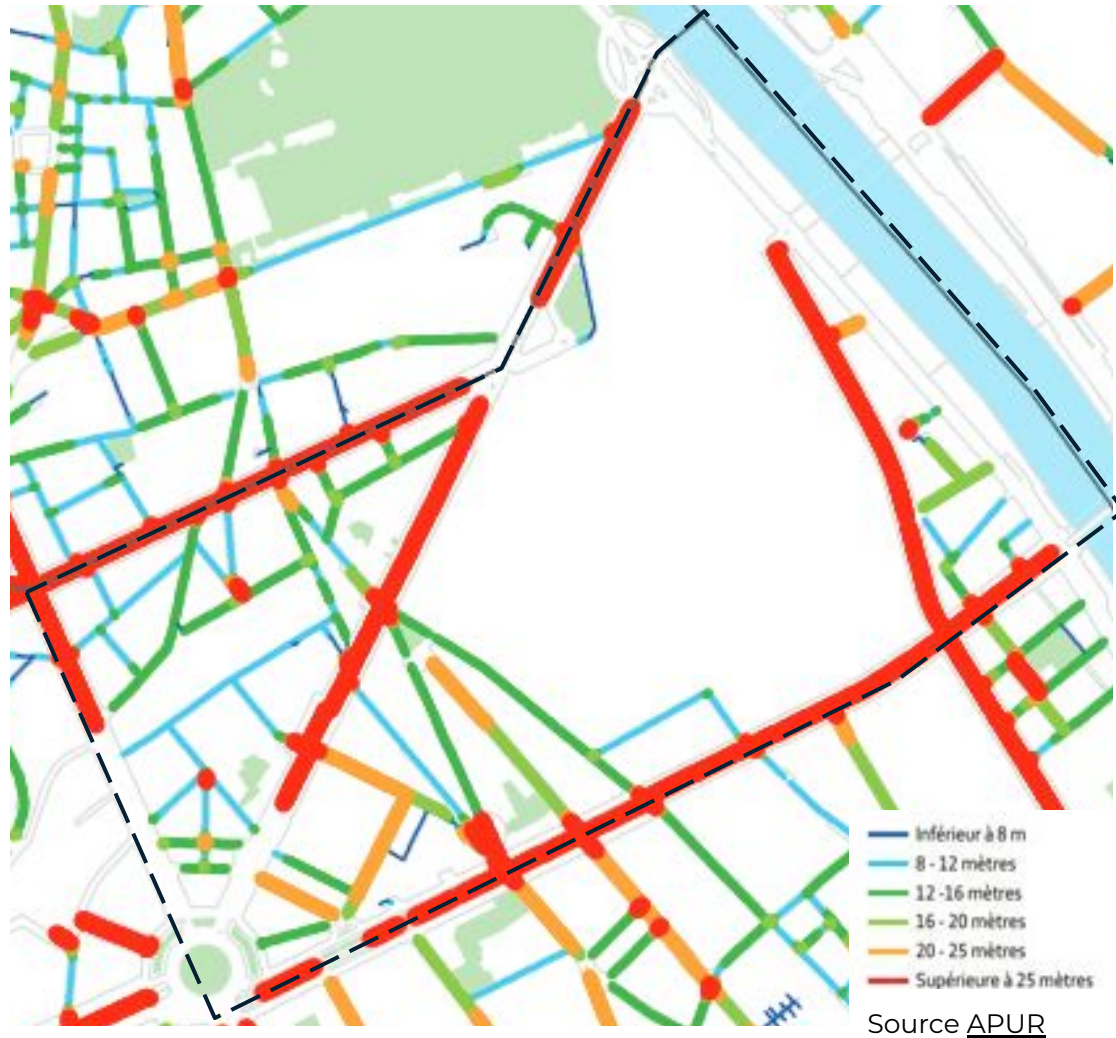 Inférieur à 8 m
8 - 12 mètres
12 -16 mètres
16 - 20 mètres
20 - 25 mètres
Supérieure à 25 mètres
Source APUR